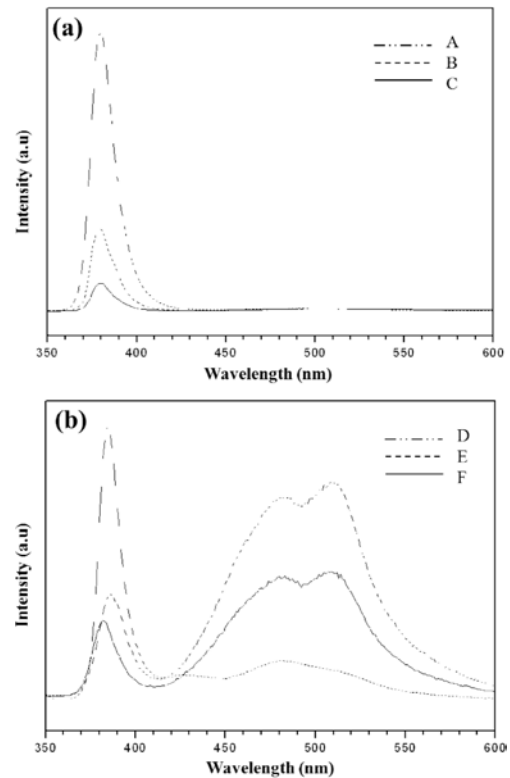 (a)
A
B
C
Intensity (a.u)
350 400 450 500 550 600
Wavelength (nm)
(b)
D
E
F
Intensity (a.u)
350 400 450 500 550 600
Wavelength (nm)